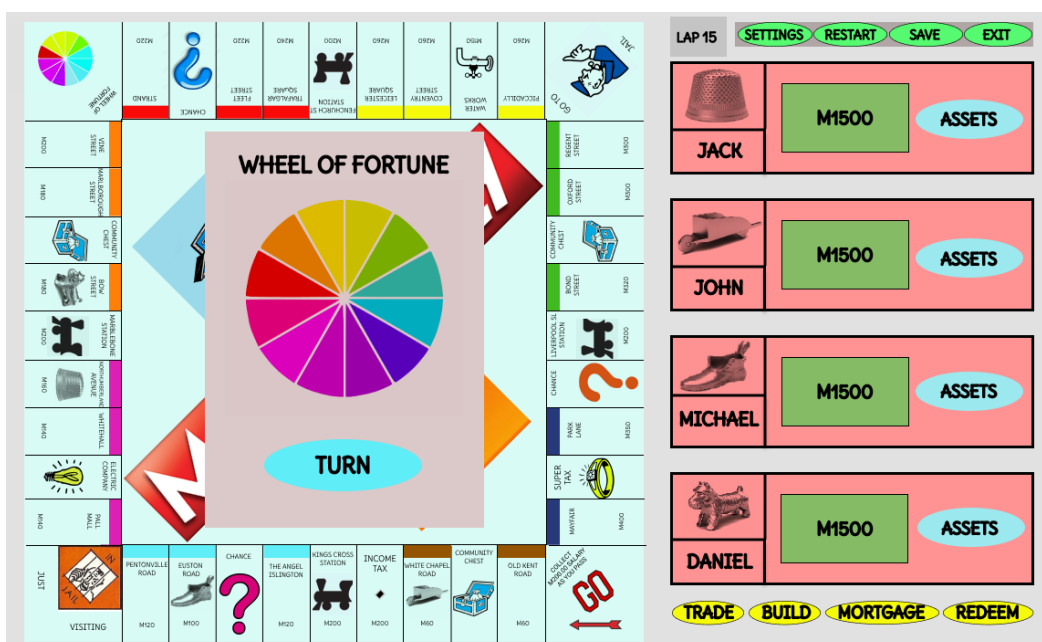 LAP 15
SETTINGS
RESTART
SAVE
EXIT
WHEEL OF
FORTUNE
M220
STRAND
CHANCE
M220
FLEET
STREET
M240
TRAFALGAR
SQUARE
M200
FENCHURCH ST
STATION
M260
LEICESTER
SQUARE
M260
COVENTRY
STREET
M150
WATER
WORKS
M260
PICCADILLY
GO TO
JAIL
VINE
STREET
M200
MARLBOROUGH
STREET
M180
COMMUNITY
CHEST
BOW
STREET
M180
MARBLEBONE
STATION
M200
NORTHUMBERLAND
AVENUE
M160
WHITEHALL
M140
ELECTRIC
COMPANY
PALL
MALL
M140
WHEEL OF FORTUNE
TURN
REGENT
STREET
M300
OXFORD
STREET
M300
COMMUNITY
CHEST
BOND
STREET
M320
LIVERPOOL SL
STATION
M200
CHANCE
PARK
LANE
M350
SUPER
TAX
MAYFAIR
M400
JUST
VISITING
IN
JAIL
PENTONVILLE
ROAD
M120
EUSTON
ROAD
M100
CHANCE
THE ANGEL
ISLINGTON
M120
KINGS CROSS
STATION
M200
INCOME
TAX
M200
WHITE CHAPEL
ROAD
M60
COMMUNITY
CHEST
OLD KENT
ROAD
M60
COLLECT
M200.00 SALARY
AS YOU PASS
GO
JACK
M1500
ASSETS
JOHN
M1500
ASSETS
MICHAEL
M1500
ASSETS
DANIEL
M1500
ASSETS
TRADE
BUILD
MORTGAGE
REDEEM